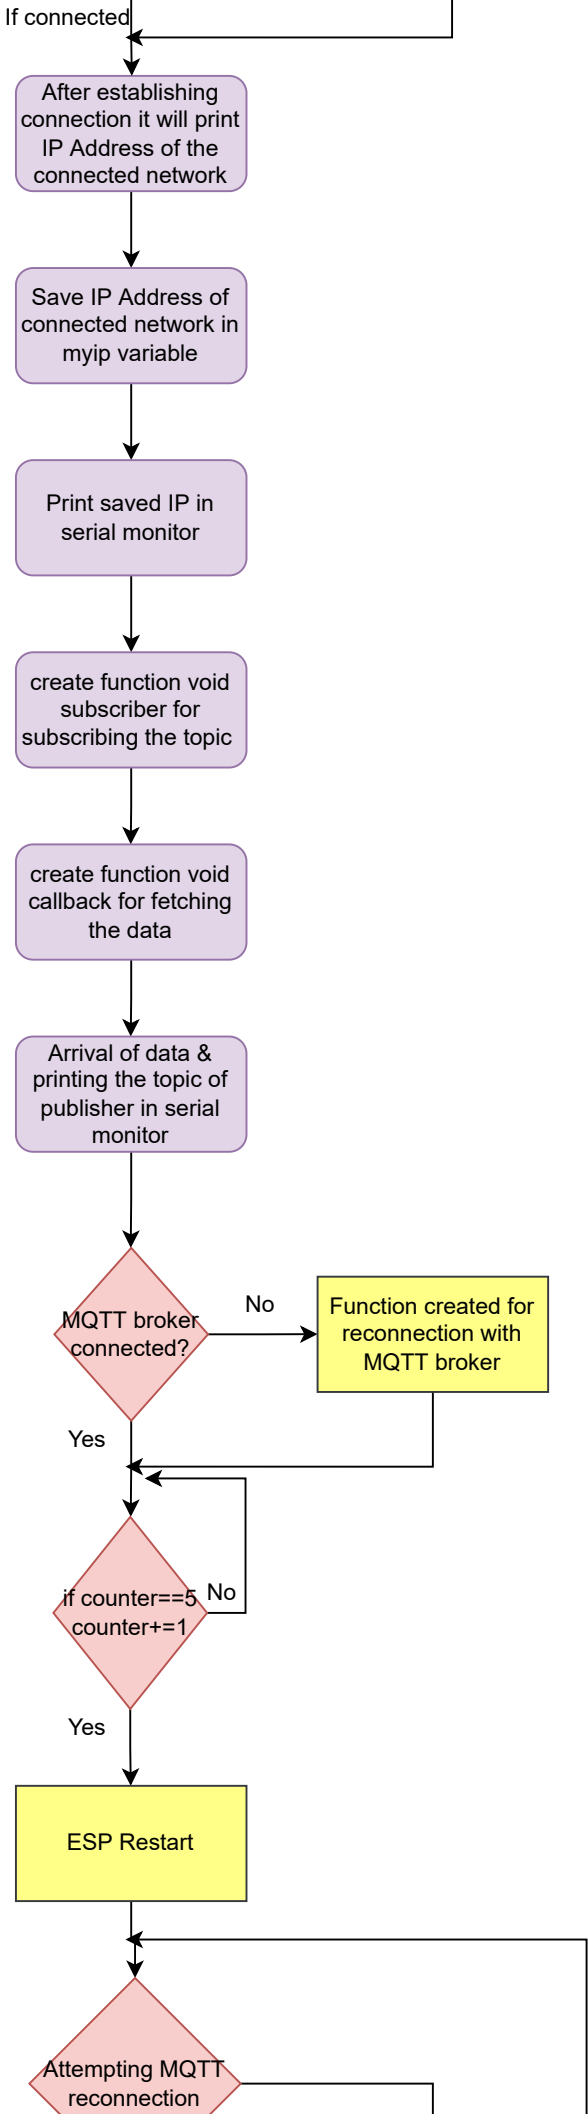 If connected
After establishing
connection it will print
IP Address of the
connected network
Save IP Address of
connected network in
myip variable
Print saved IP in
serial monitor
create function void
subscriber for
subscribing the topic
create function void
callback for fetching
the data
Arrival of data &
printing the topic of
publisher in serial
monitor
MQTT broker
connected?
No
Function created for
reconnection with
MQTT broker
Yes
if counter==5
counter+=1
No
Yes
ESP Restart
Attempting MQTT
reconnection